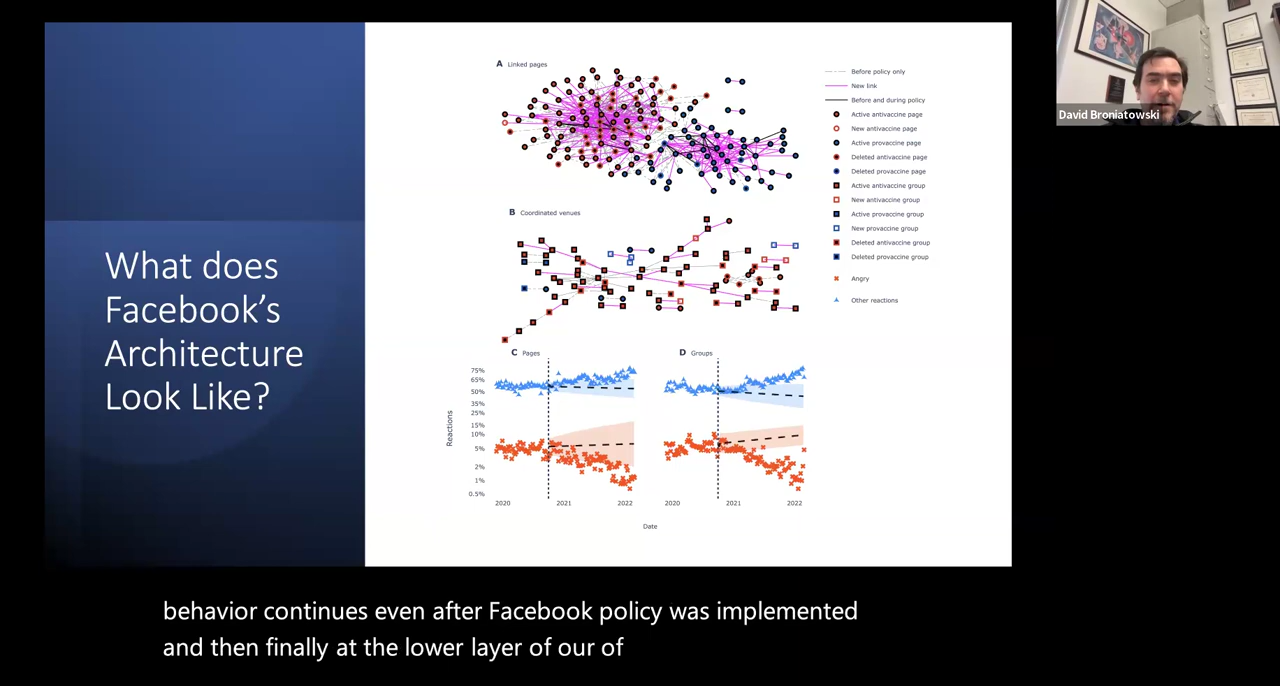 What does
Facebook's
Architecture
Look Like?
A Linked pages
Before policy only
New link
Before and during policy
Active antivaccine page
New antivaccine page
Active provaccine page
Deleted antivaccine page
Deleted provaccine page
Active antivaccine group
New antivaccine group
Active provaccine group
New provaccine group
Deleted antivaccine group
Deleted provaccine group
Angry
Other reactions
B Coordinated venues
C Pages
D Groups
Reactions
75%
65%
50%
35%
25%
15%
10%
5%
2%
1%
0.5%
2020 2021 2022
2020 2021 2022
Date
David Broniatowski
behavior continues even after Facebook policy was implemented
and then finally at the lower layer of our of